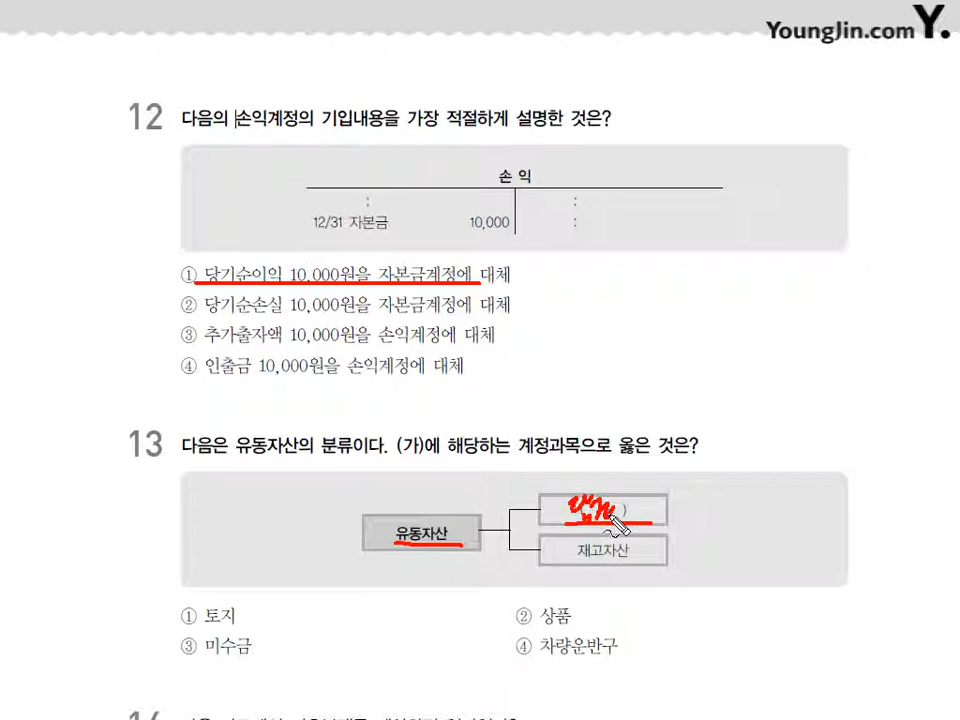 YoungJin.com Y.
12 다음의 손익계정의 기입내용을 가장 적절하게 설명한 것은?
손 익
: :
12/31 자본금 10,000 :
① 당기순이익 10,000원을 자본금계정에 대체
② 당기순손실 10,000원을 자본금계정에 대체
③ 추가출자액 10,000원을 손익계정에 대체
④ 인출금 10,000원을 손익계정에 대체
13 다음은 유동자산의 분류이다. (가)에 해당하는 계정과목으로 옳은 것은?
)
유동자산
재고자산
① 토지 ② 상품
③ 미수금 ④ 차량운반구